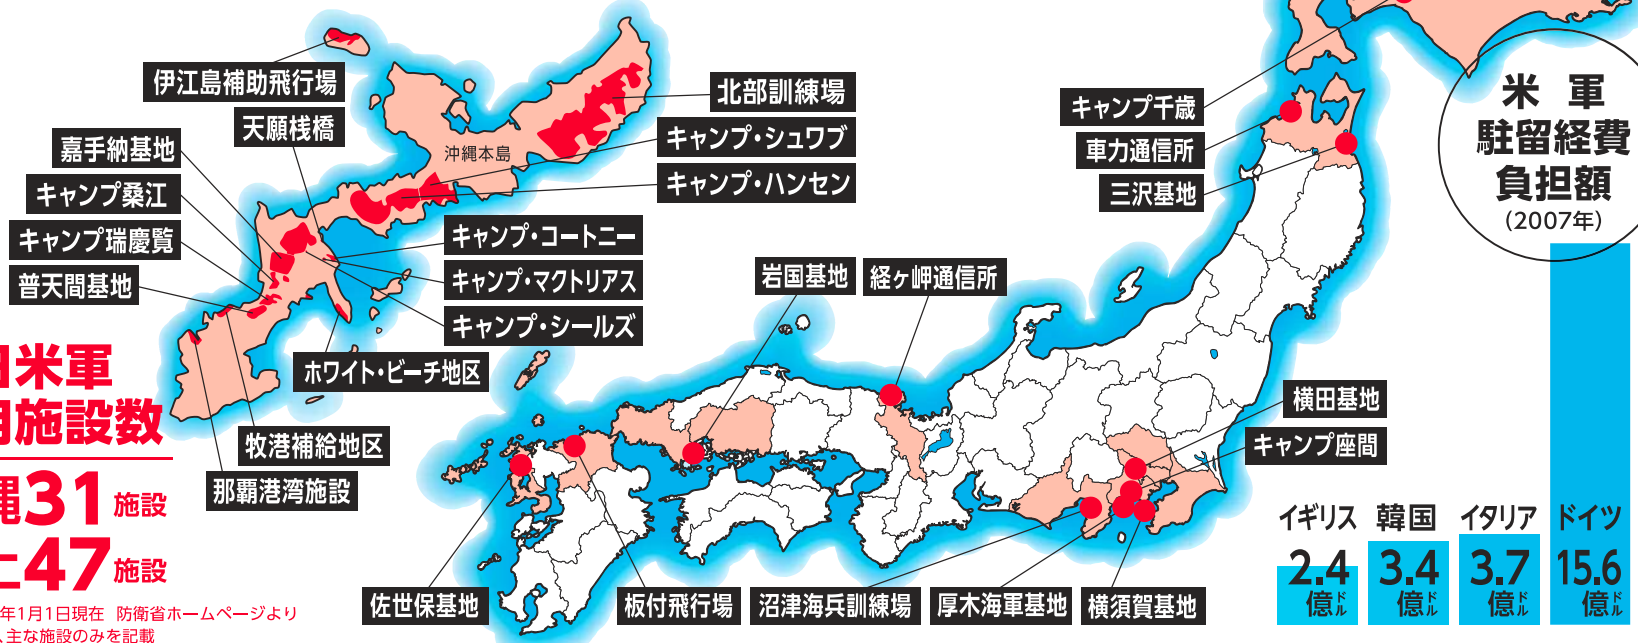 伊江島補助飛行場
天願桟橋
嘉手納基地
キャンプ桑江
キャンプ瑞慶覧
普天間基地
沖縄本島
北部訓練場
キャンプ・シュワブ
キャンプ・ハンセン
キャンプ・コートニー
キャンプ・マクトリアス
キャンプ・シールズ
ホワイト・ビーチ地区
牧港補給地区
那覇港湾施設
米軍
施設数
31施設
47施設
年1月1日現在 防衛省ホームページより
、主な施設のみを記載
キャンプ千歳
車力通信所
三沢基地
岩国基地
経ヶ岬通信所
横田基地
キャンプ座間
佐世保基地
板付飛行場
沼津海兵訓練場
厚木海軍基地
横須賀基地
米軍
駐留経費
負担額
(2007年)
イギリス
2.4
億ドル
韓国
3.4
億ドル
イタリア
3.7
億ドル
ドイツ
15.6
億ドル